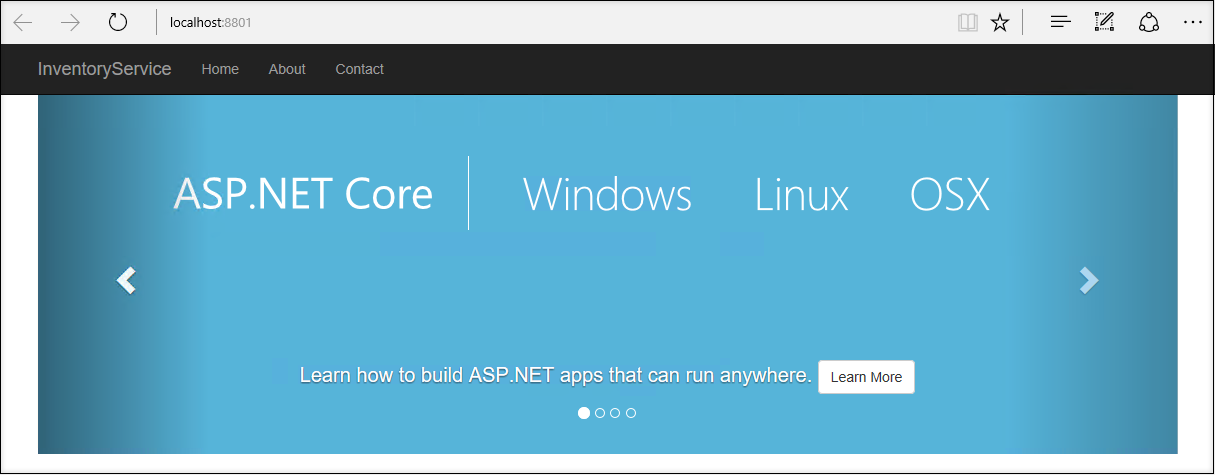 localhost:8801
InventoryService Home About Contact
ASP.NET Core Windows Linux OSX
Learn how to build ASP.NET apps that can run anywhere. Learn More